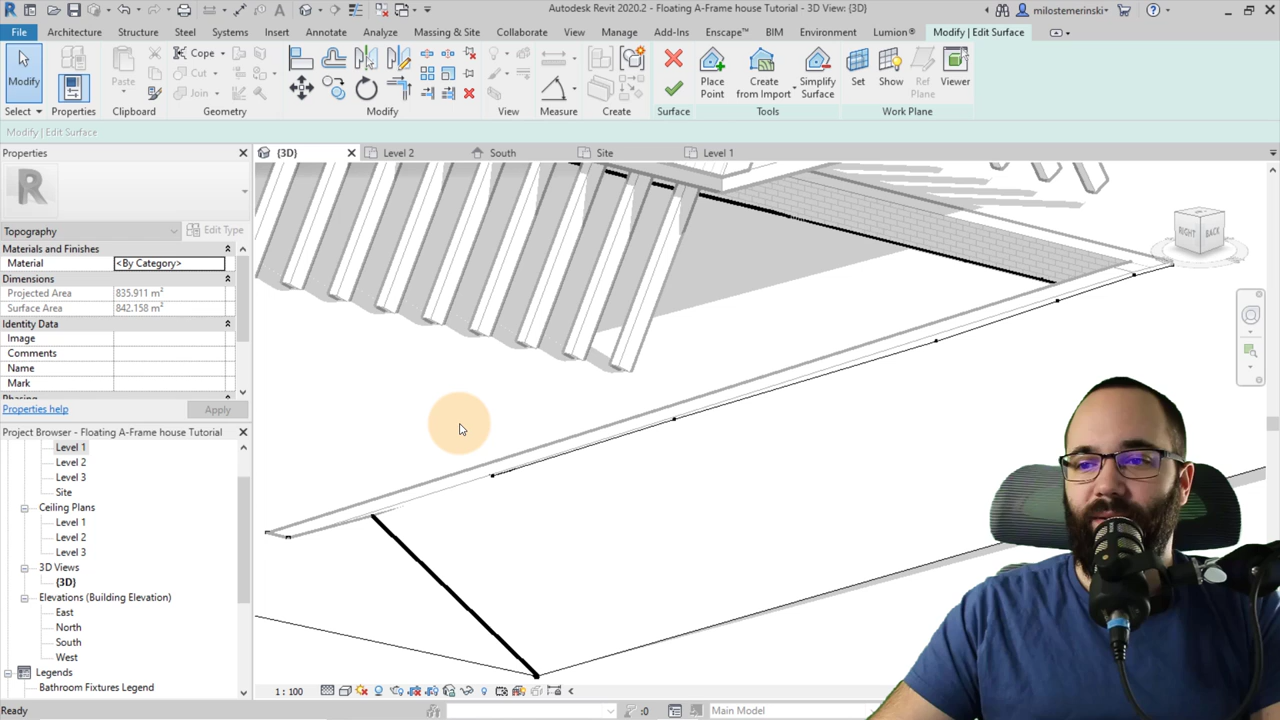 Autodesk Revit 2020.2 - Floating A-Frame house Tutorial - 3D View: {3D}
milostemerinski
File Architecture Structure Steel Systems Insert Annotate Analyze Massing & Site Collaborate View Manage Add-Ins Enscape™ BIM Environment Lumion® Modify | Edit Surface
Modify
Paste
Cope
Cut
Join
Place Point
Create from Import
Simplify Surface
Set
Show
Ref Plane
Viewer
Select Properties Clipboard Geometry Modify View Measure Create Surface Tools Work Plane
Modify | Edit Surface
Properties
{3D} Level 2 South Site Level 1
R
Topography Edit Type
Materials and Finishes
Material <By Category>
Dimensions
Projected Area 835.911 m²
Surface Area 842.158 m²
Identity Data
Image
Comments
Name
Mark
Properties help Apply
Project Browser - Floating A-Frame house Tutorial
Level 1
Level 2
Level 3
Site
Ceiling Plans
Level 1
Level 2
Level 3
3D Views
{3D}
Elevations (Building Elevation)
East
North
South
West
Legends
Bathroom Fixtures Legend
RIGHT BACK
1 : 100
Ready :0 Main Model